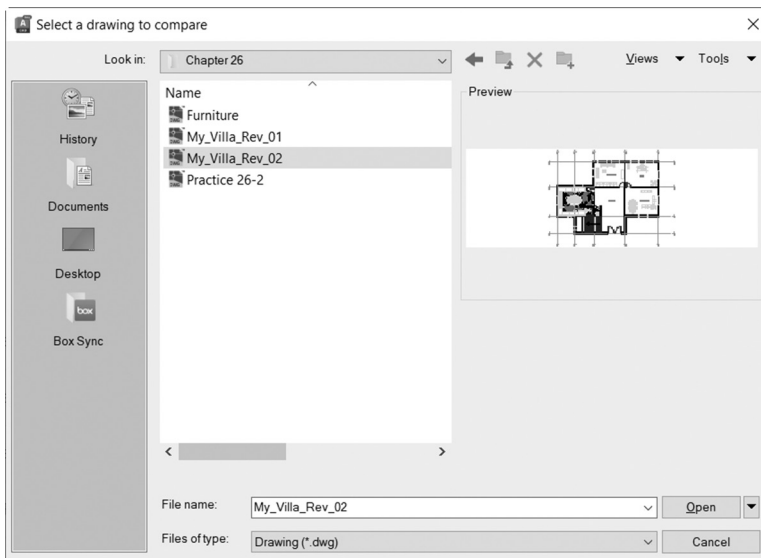 Select a drawing to compare
Look in: Chapter 26 Views Tools
History
Documents
Desktop
box
Box Sync
Name
Furniture
My_Villa_Rev_01
My_Villa_Rev_02
Practice 26-2
Preview
File name: My_Villa_Rev_02 Open
Files of type: Drawing (*.dwg) Cancel